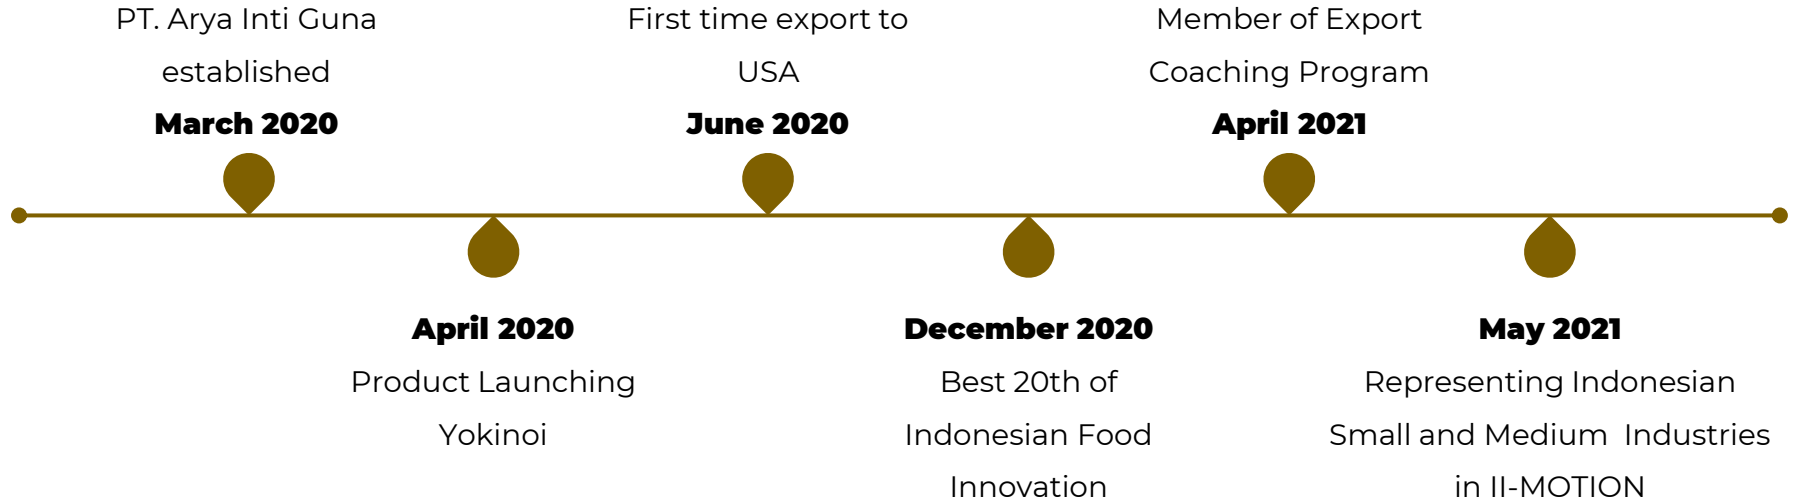 PT. Arya Inti Guna
established
March 2020
First time export to
USA
June 2020
Member of Export
Coaching Program
April 2021
April 2020
Product Launching
Yokinoi
December 2020
Best 20th of
Indonesian Food
Innovation
May 2021
Representing Indonesian
Small and Medium  Industries
in II-MOTION